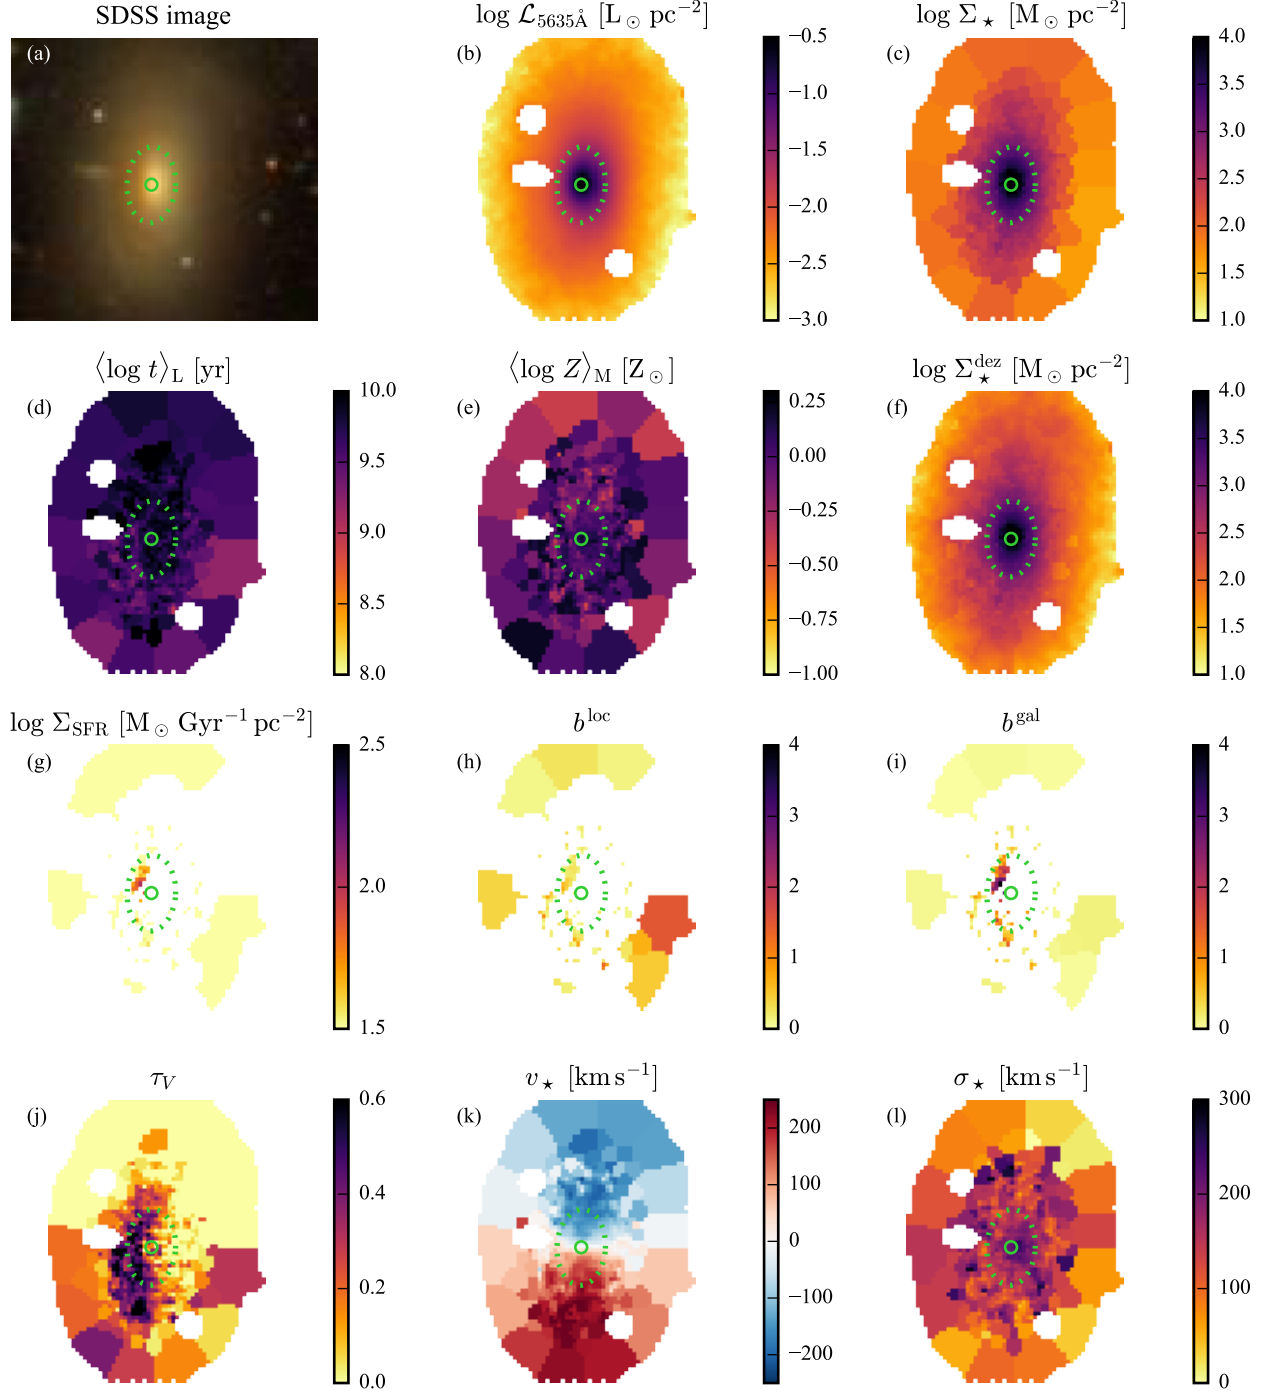 SDSS image
log ℒ₅₆₃₅Å [L⊙ pc⁻²]
log Σ⋆ [M⊙ pc⁻²]
(a)
(b)
−0.5
−1.0
−1.5
−2.0
−2.5
−3.0
(c)
4.0
3.5
3.0
2.5
2.0
1.5
1.0
⟨log t⟩L [yr]
⟨log Z⟩M [Z⊙]
log Σ⋆ᵈᵉᶻ [M⊙ pc⁻²]
(d)
10.0
9.5
9.0
8.5
8.0
(e)
0.25
0.00
−0.25
−0.50
−0.75
−1.00
(f)
4.0
3.5
3.0
2.5
2.0
1.5
1.0
log ΣSFR [M⊙ Gyr⁻¹ pc⁻²]
bˡᵒᶜ
bᵍᵃˡ
(g)
2.5
2.0
1.5
(h)
4
3
2
1
0
(i)
4
3
2
1
0
τV
v⋆ [km s⁻¹]
σ⋆ [km s⁻¹]
(j)
0.6
0.4
0.2
0.0
(k)
200
100
0
−100
−200
(l)
300
200
100
0